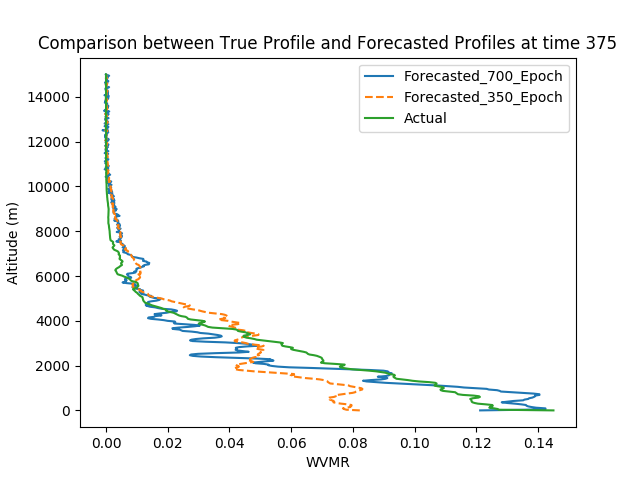 Comparison between True Profile and Forecasted Profiles at time 375
Forecasted_700_Epoch
Forecasted_350_Epoch
Actual
Altitude (m)
14000
12000
10000
8000
6000
4000
2000
0
0.00 0.02 0.04 0.06 0.08 0.10 0.12 0.14
WVMR